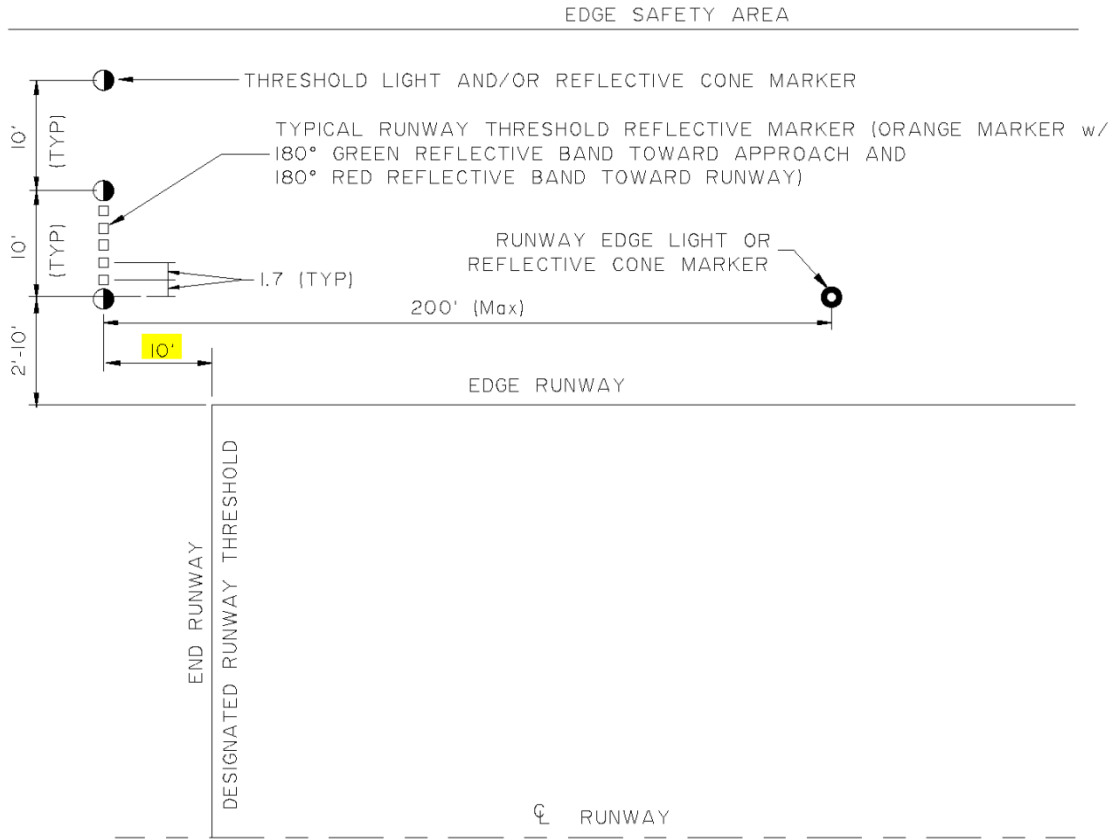 EDGE SAFETY AREA
THRESHOLD LIGHT AND/OR REFLECTIVE CONE MARKER
10'
(TYP)
TYPICAL RUNWAY THRESHOLD REFLECTIVE MARKER (ORANGE MARKER w/
180° GREEN REFLECTIVE BAND TOWARD APPROACH AND
180° RED REFLECTIVE BAND TOWARD RUNWAY)
10'
(TYP)
RUNWAY EDGE LIGHT OR
REFLECTIVE CONE MARKER
1.7 (TYP)
200' (Max)
2'-10'
10'
EDGE RUNWAY
END RUNWAY
DESIGNATED RUNWAY THRESHOLD
℄ RUNWAY